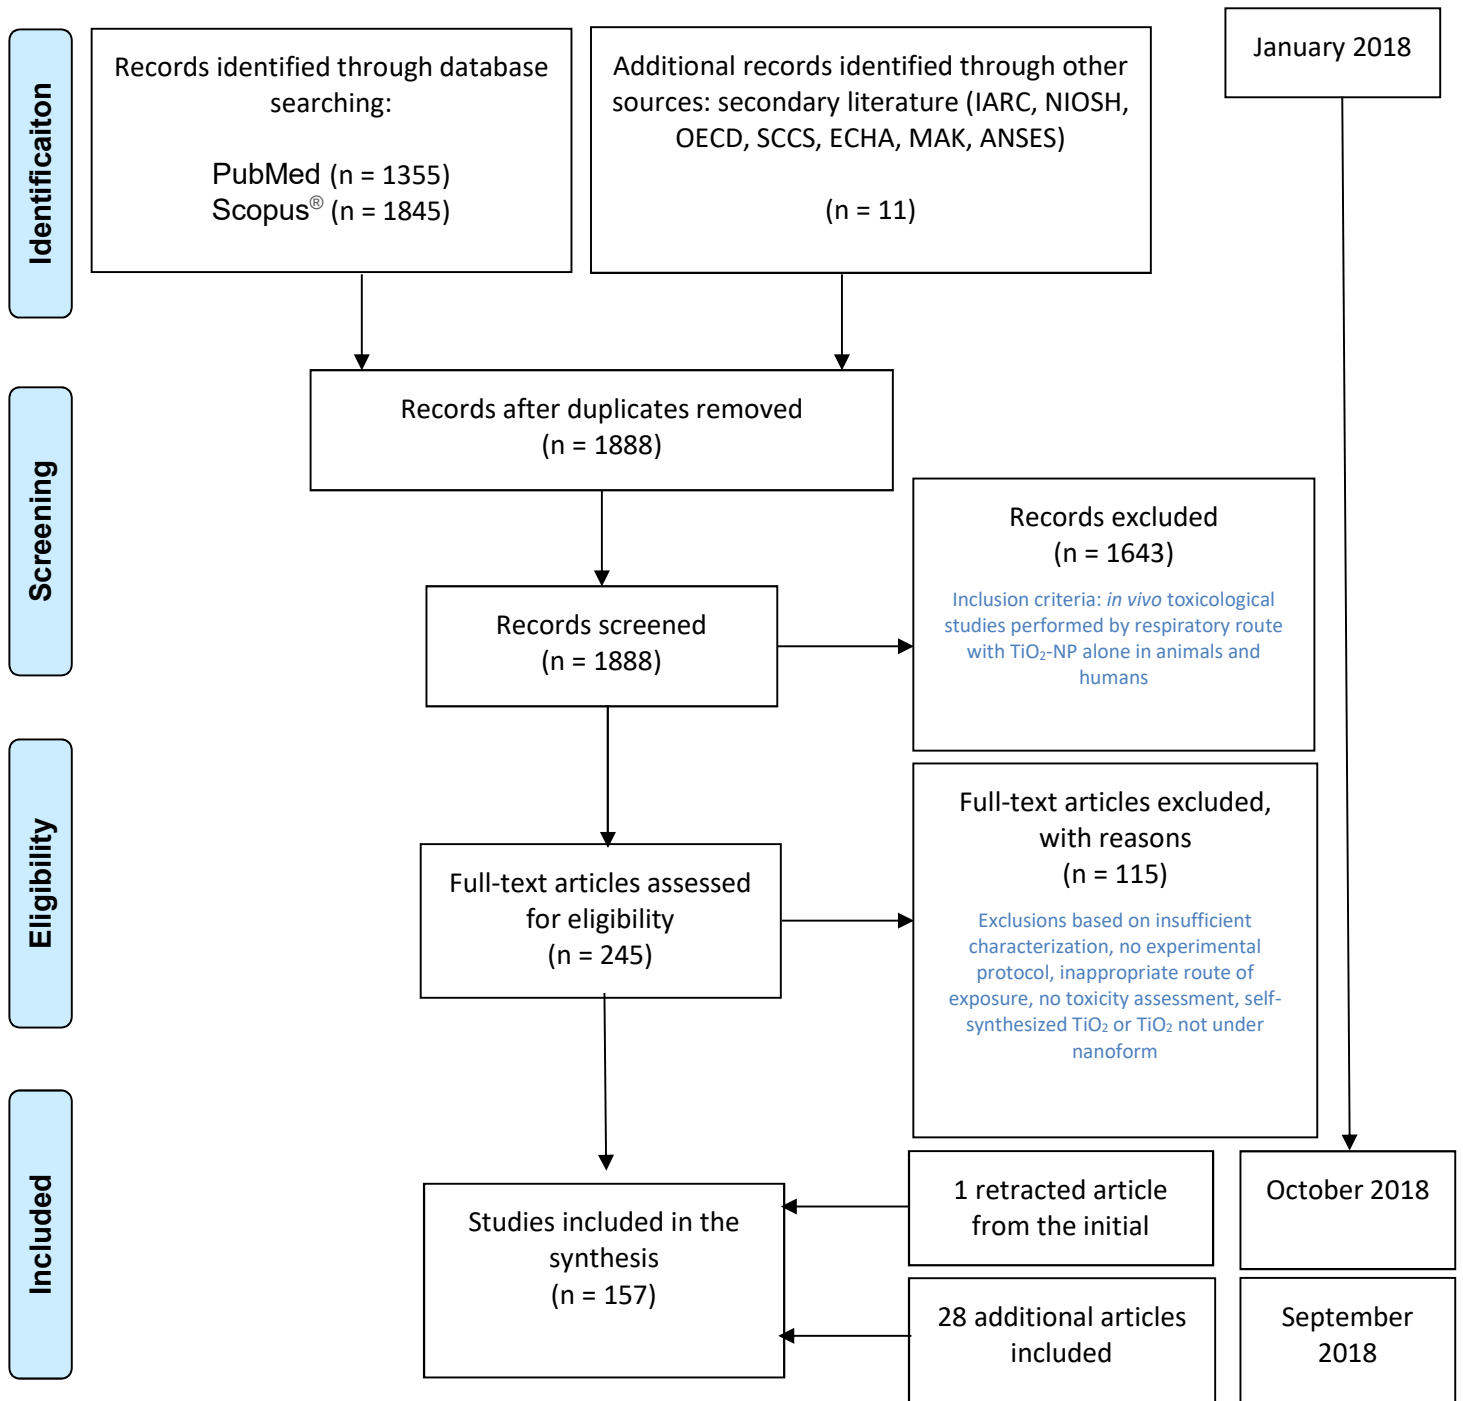 Identificaiton
Records identified through database
searching:
PubMed (n = 1355)
Scopus® (n = 1845)
Additional records identified through other
sources: secondary literature (IARC, NIOSH,
OECD, SCCS, ECHA, MAK, ANSES)
(n = 11)
January 2018
Screening
Records after duplicates removed
(n = 1888)
Records screened
(n = 1888)
Records excluded
(n = 1643)
Inclusion criteria: in vivo toxicological
studies performed by respiratory route
with TiO₂-NP alone in animals and
humans
Eligibility
Full-text articles assessed
for eligibility
(n = 245)
Full-text articles excluded,
with reasons
(n = 115)
Exclusions based on insufficient
characterization, no experimental
protocol, inappropriate route of
exposure, no toxicity assessment, self-
synthesized TiO₂ or TiO₂ not under
nanoform
Included
Studies included in the
synthesis
(n = 157)
1 retracted article
from the initial
October 2018
28 additional articles
included
September
2018